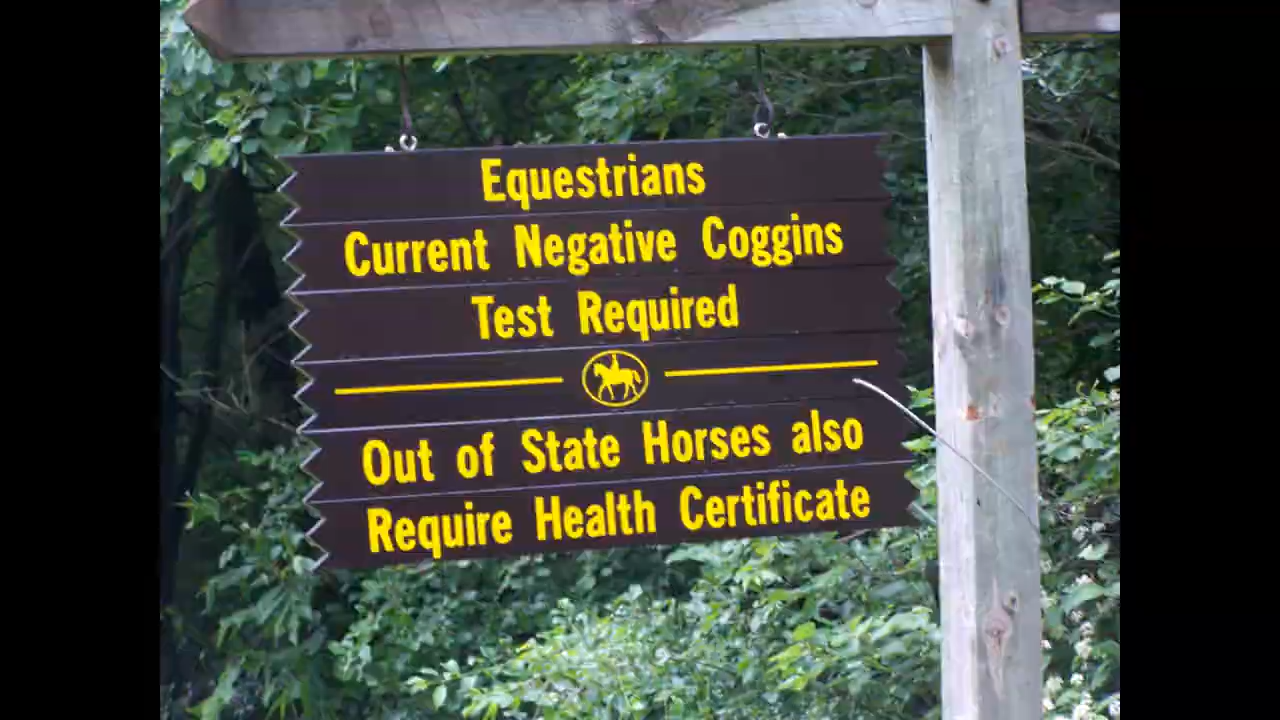 Equestrians
Current Negative Coggins
Test Required
Out of State Horses also
Require Health Certificate